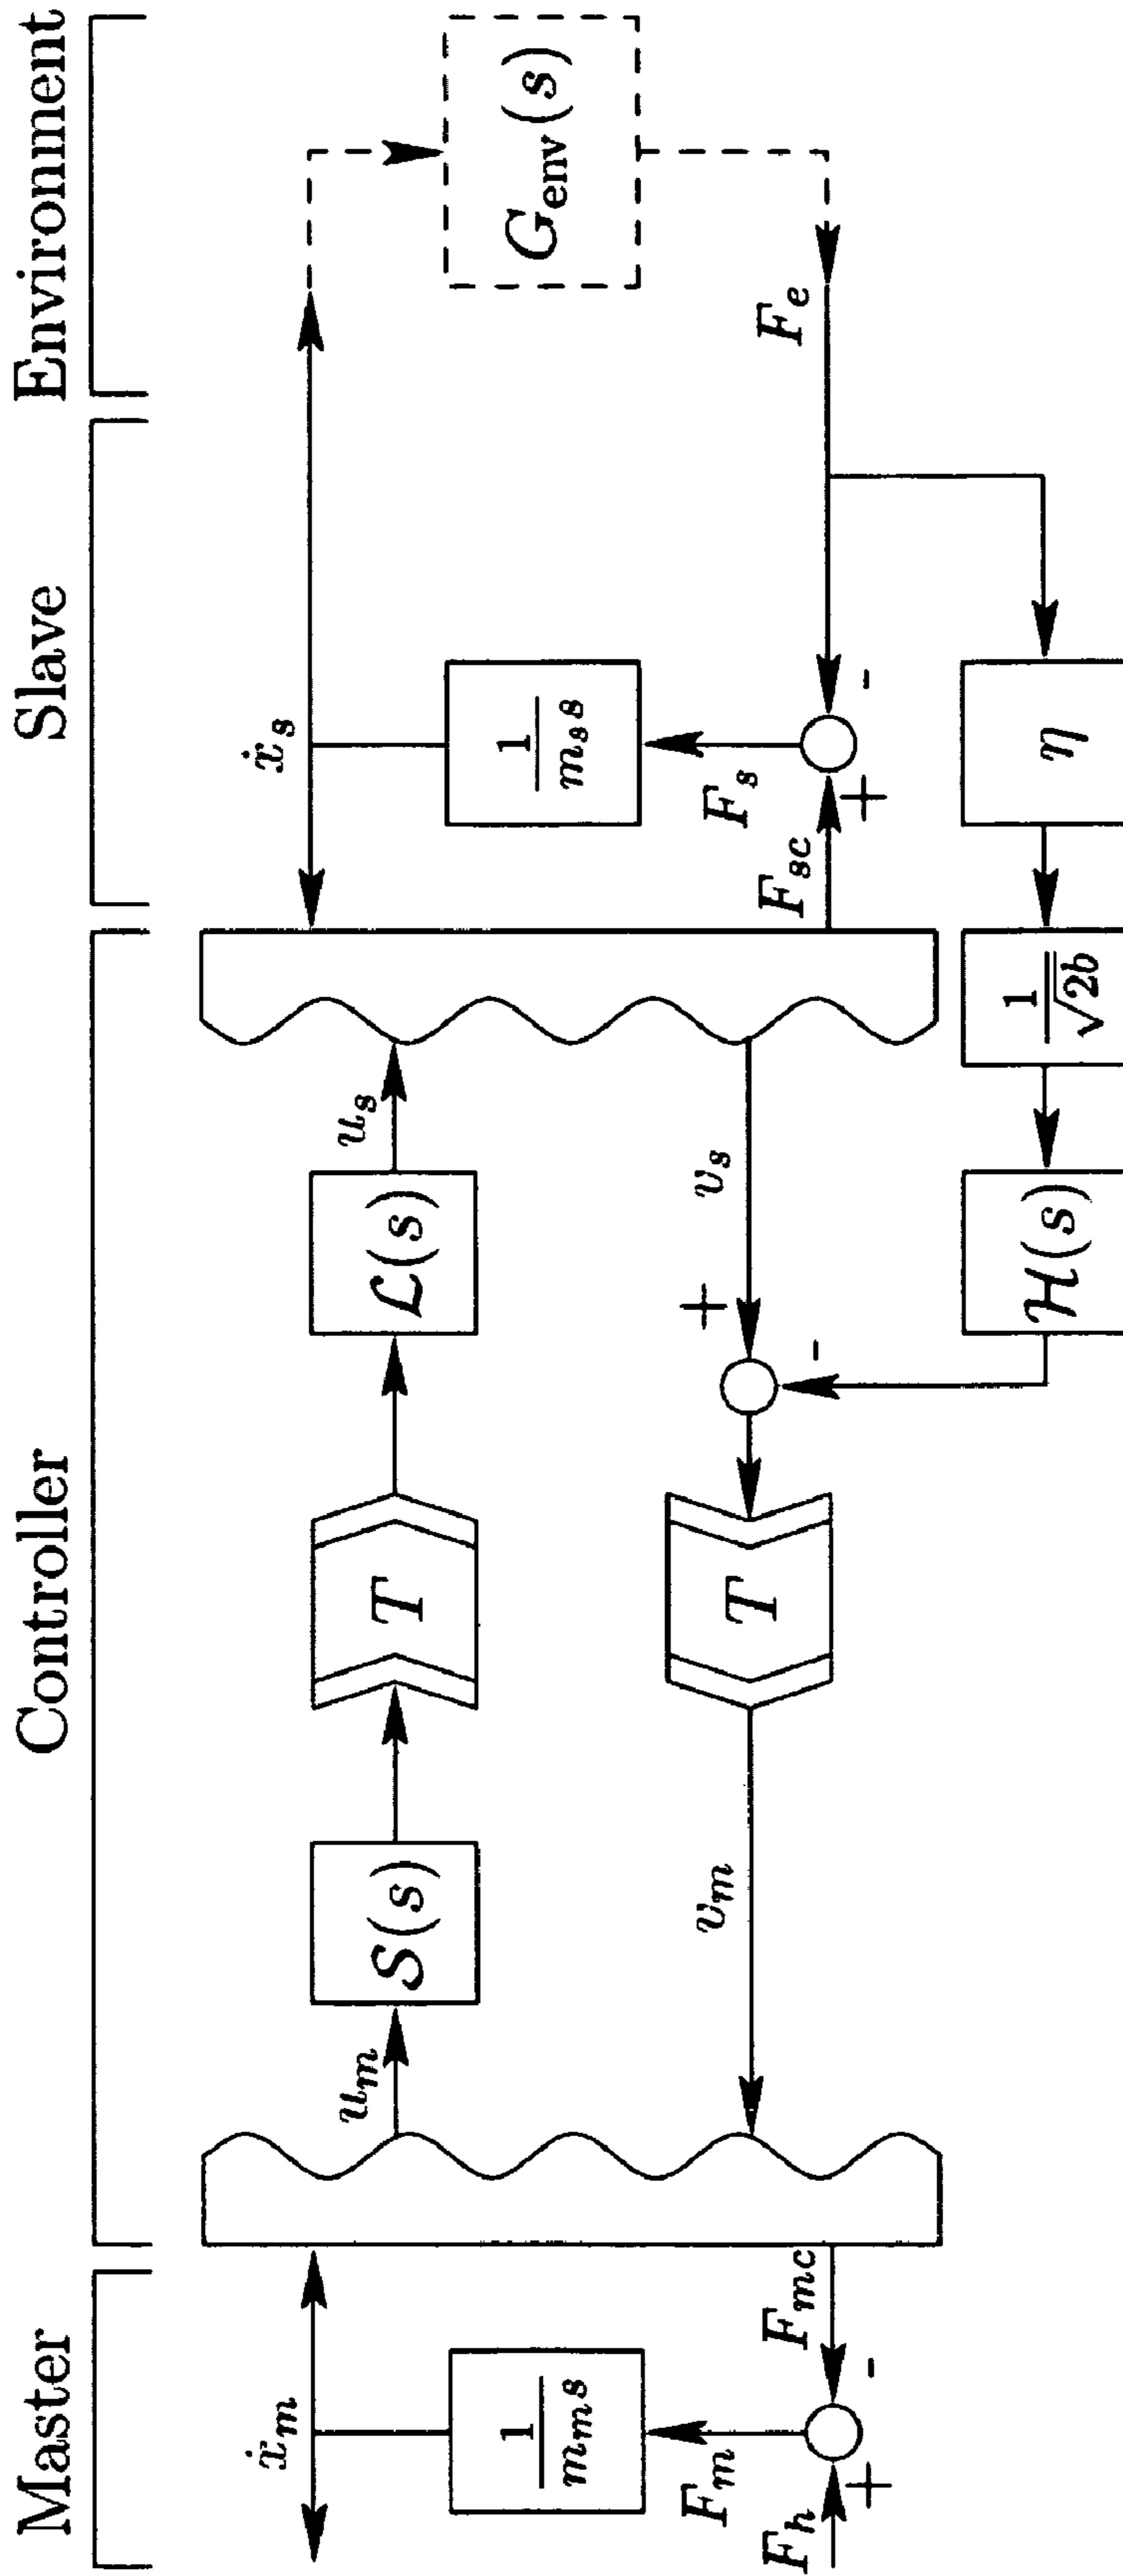 Master Controller Slave Environment
ẋ_m
u_m
𝒮(s)
T
ℒ(s)
u_s
ẋ_s
1/(m_m s)
1/(m_s s)
G_env(s)
F_m
F_h
+
-
F_mc
v_m
T
+
-
v_s
F_s
F_sc
+
-
F_e
ℋ(s)
1/√(2b)
η